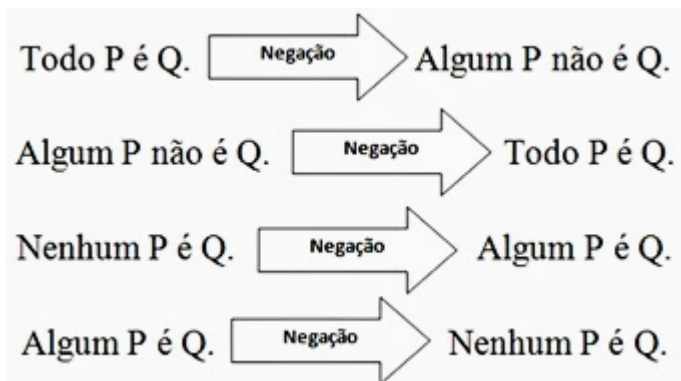 Todo P é Q. Negação Algum P não é Q.
Algum P não é Q. Negação Todo P é Q.
Nenhum P é Q. Negação Algum P é Q.
Algum P é Q. Negação Nenhum P é Q.